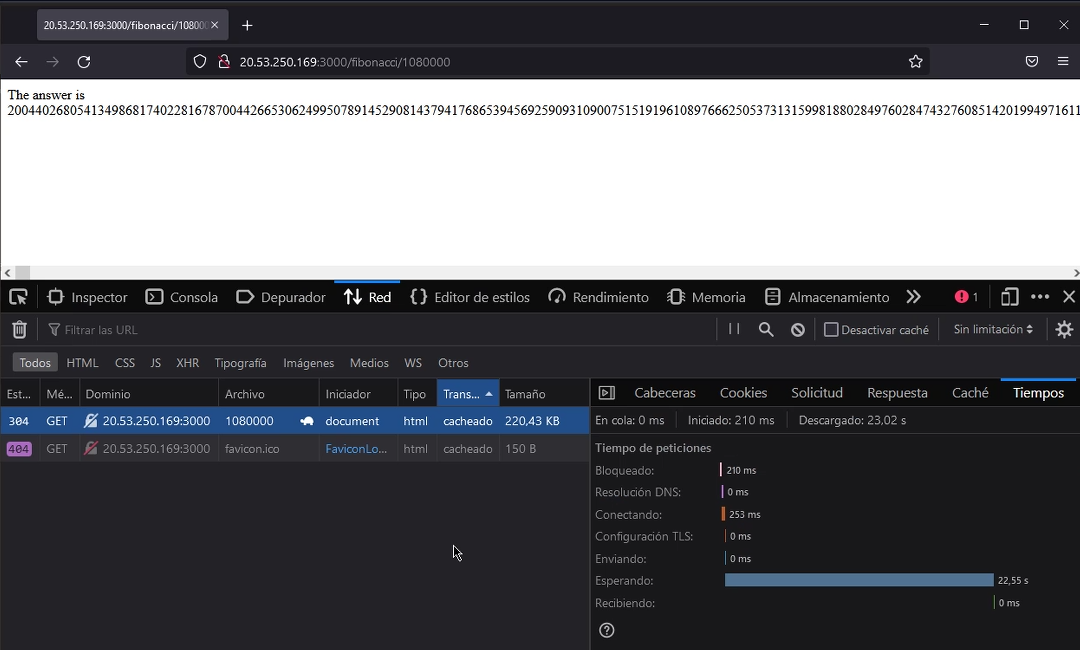 20.53.250.169:3000/fibonacci/10800
20.53.250.169:3000/fibonacci/1080000
The answer is
Inspector Consola Depurador Red Editor de estilos Rendimiento Memoria Almacenamiento 1
Filtrar las URL Desactivar caché Sin limitación
Todos HTML CSS JS XHR Tipografía Imágenes Medios WS Otros
Est... Mé... Dominio Archivo Iniciador Tipo Trans... Tamaño
304 GET 20.53.250.169:3000 1080000 document html cacheado 220,43 KB
404 GET 20.53.250.169:3000 favicon.ico FaviconLo... html cacheado 150 B
Cabeceras Cookies Solicitud Respuesta Caché Tiempos
En cola: 0 ms Iniciado: 210 ms Descargado: 23,02 s
Tiempo de peticiones
Bloqueado: 210 ms
Resolución DNS: 0 ms
Conectando: 253 ms
Configuración TLS: 0 ms
Enviando: 0 ms
Esperando: 22,55 s
Recibiendo: 0 ms